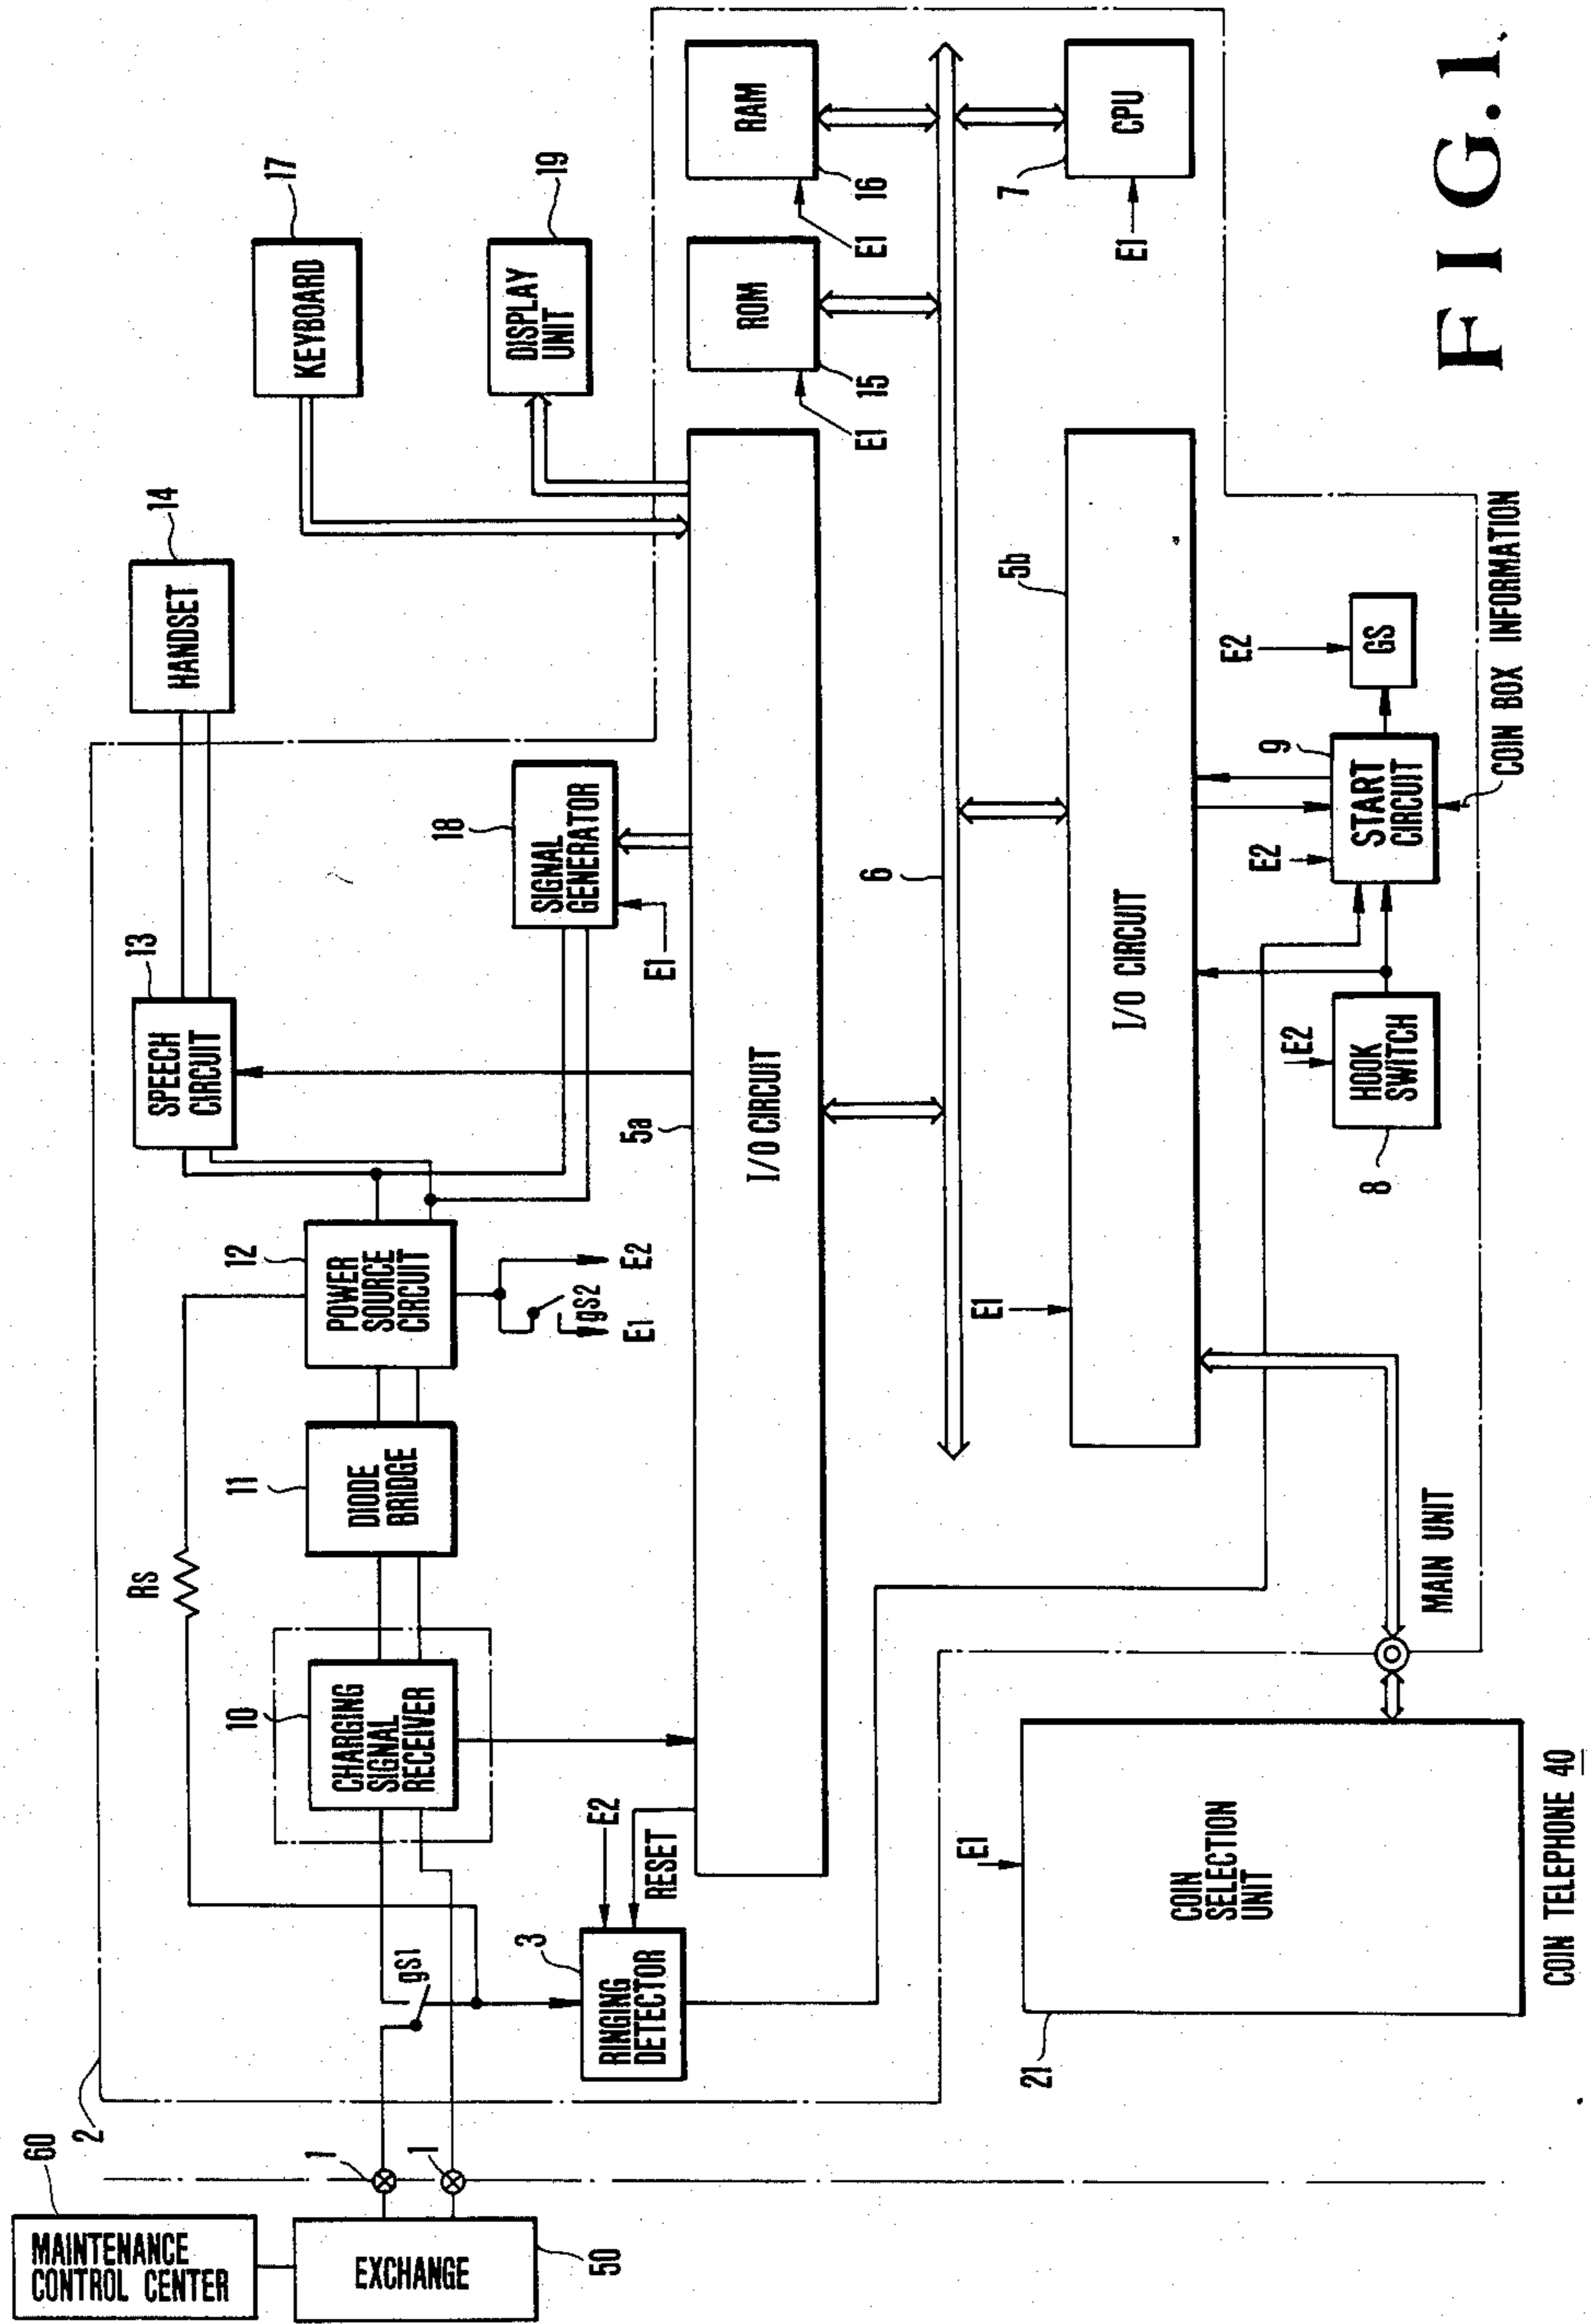 60
MAINTENANCE
CONTROL CENTER
EXCHANGE
50
1
1
2
gS1
3
RINGING
DETECTOR
E2
RESET
10
CHARGING
SIGNAL
RECEIVER
RS
11
DIODE
BRIDGE
12
POWER
SOURCE
CIRCUIT
E2
gS2
E1
13
SPEECH
CIRCUIT
14
HANDSET
18
SIGNAL
GENERATOR
E1
17
KEYBOARD
19
DISPLAY
UNIT
5a
I/O CIRCUIT
ROM
15
E1
RAM
16
E1
6
7
CPU
E1
5b
I/O CIRCUIT
E1
E2
HOOK
SWITCH
8
E2
9
START
CIRCUIT
E2
GS
COIN BOX INFORMATION
MAIN UNIT
E1
COIN
SELECTION
UNIT
21
COIN TELEPHONE 40
FIG.1